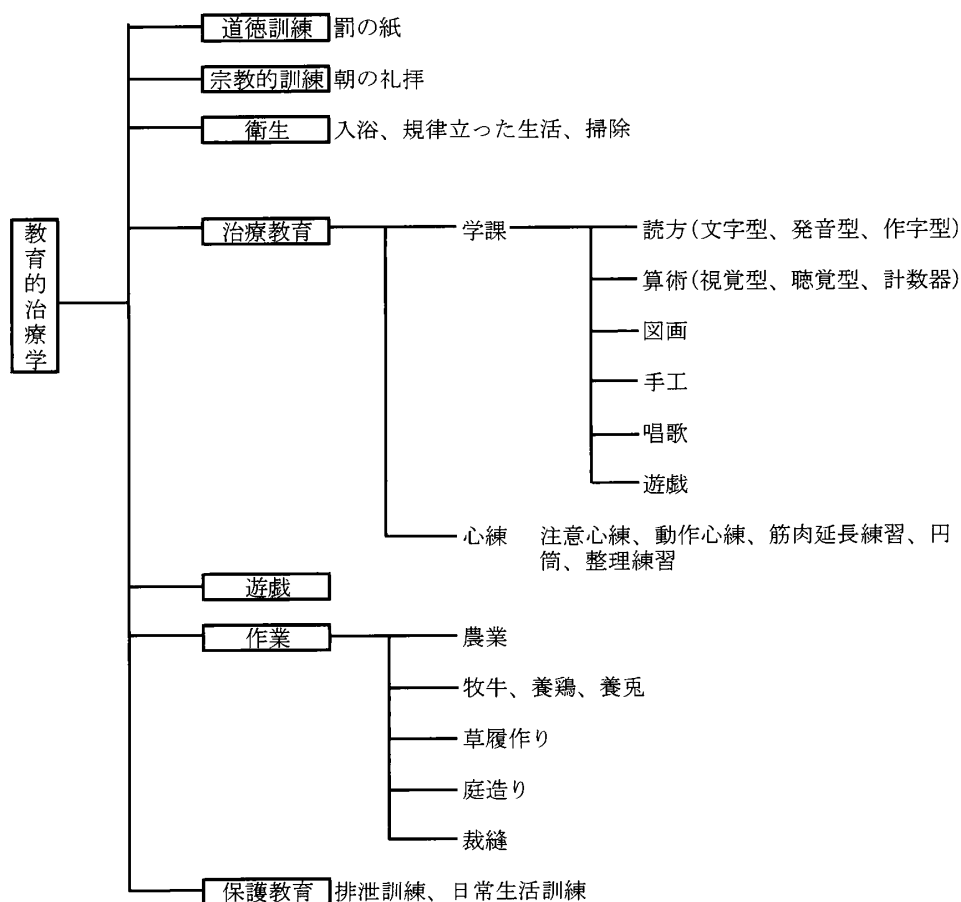 道徳訓練 罰の紙
宗教的訓練 朝の礼拝
衛生 入浴、規律立った生活、掃除
教育的治療学
治療教育
学課
読方(文字型、発音型、作字型)
算術(視覚型、聴覚型、計数器)
図画
手工
唱歌
遊戯
心練 注意心練、動作心練、筋肉延長練習、円
筒、整理練習
遊戯
作業
農業
牧牛、養鶏、養兎
草履作り
庭造り
裁縫
保護教育 排泄訓練、日常生活訓練